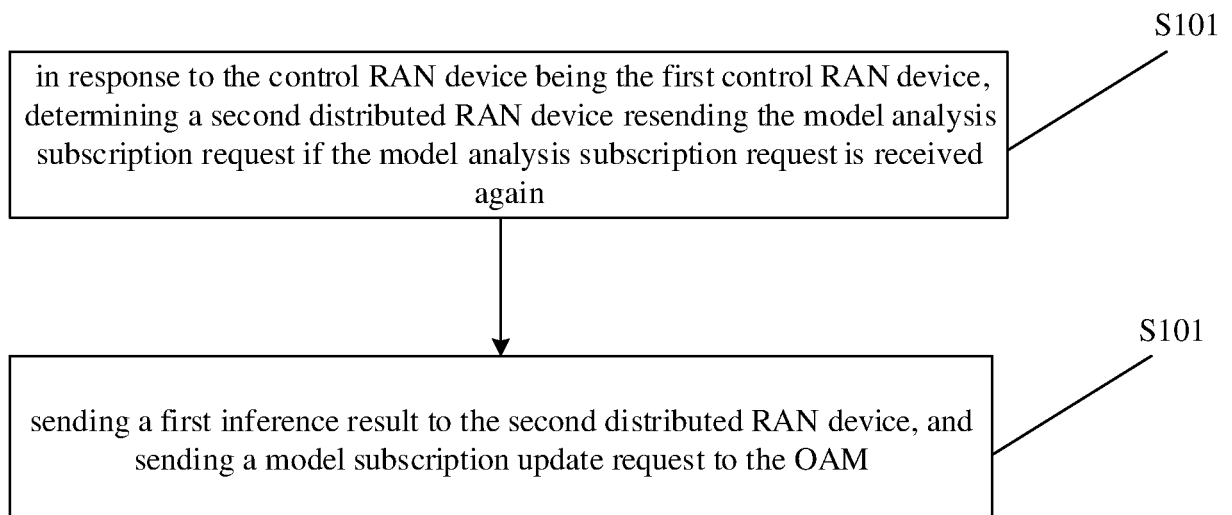 S101
in response to the control RAN device being the first control RAN device,
determining a second distributed RAN device resending the model analysis
subscription request if the model analysis subscription request is received
again
S101
sending a first inference result to the second distributed RAN device, and
sending a model subscription update request to the OAM